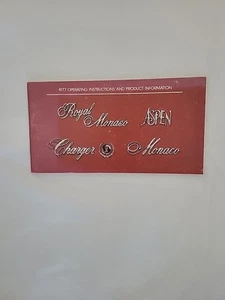 1977 OPERATING INSTRUCTIONS AND PRODUCT INFORMATION
Royal Monaco ASPEN
Charger Monaco